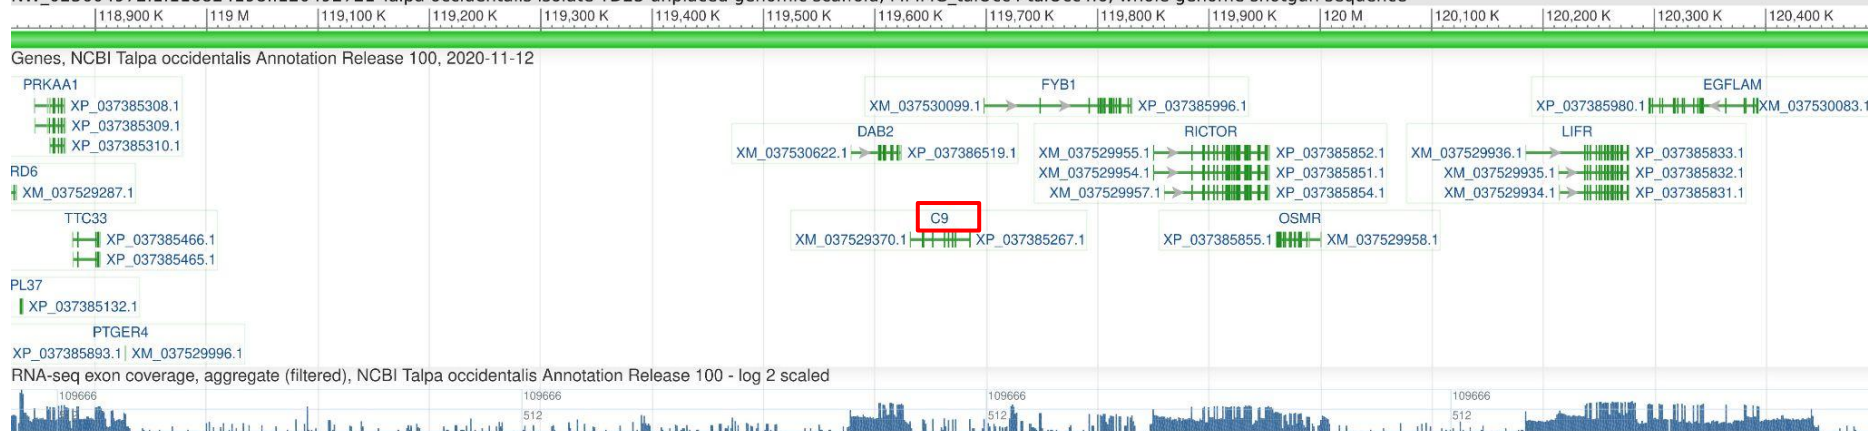 118,900 K 119 M 119,100 K 119,200 K 119,300 K 119,400 K 119,500 K 119,600 K 119,700 K 119,800 K 119,900 K 120 M 120,100 K 120,200 K 120,300 K 120,400 K
Genes, NCBI Talpa occidentalis Annotation Release 100, 2020-11-12
PRKAA1 FYB1 EGFLAM
XP_037385308.1 XM_037530099.1 XP_037385996.1 XP_037385980.1 XM_037530083.1
XP_037385309.1 DAB2 RICTOR LIFR
XP_037385310.1 XM_037530622.1 XP_037386519.1 XM_037529955.1 XP_037385852.1 XM_037529936.1 XP_037385833.1
RD6 XM_037529954.1 XP_037385851.1 XM_037529935.1 XP_037385832.1
XM_037529287.1 XM_037529957.1 XP_037385854.1 XM_037529934.1 XP_037385831.1
TTC33 C9 OSMR
XP_037385466.1 XM_037529370.1 XP_037385267.1 XP_037385855.1 XM_037529958.1
XP_037385465.1
PL37
XP_037385132.1
PTGER4
XP_037385893.1 XM_037529996.1
RNA-seq exon coverage, aggregate (filtered), NCBI Talpa occidentalis Annotation Release 100 - log 2 scaled
109666 109666 109666 109666
512 512 512